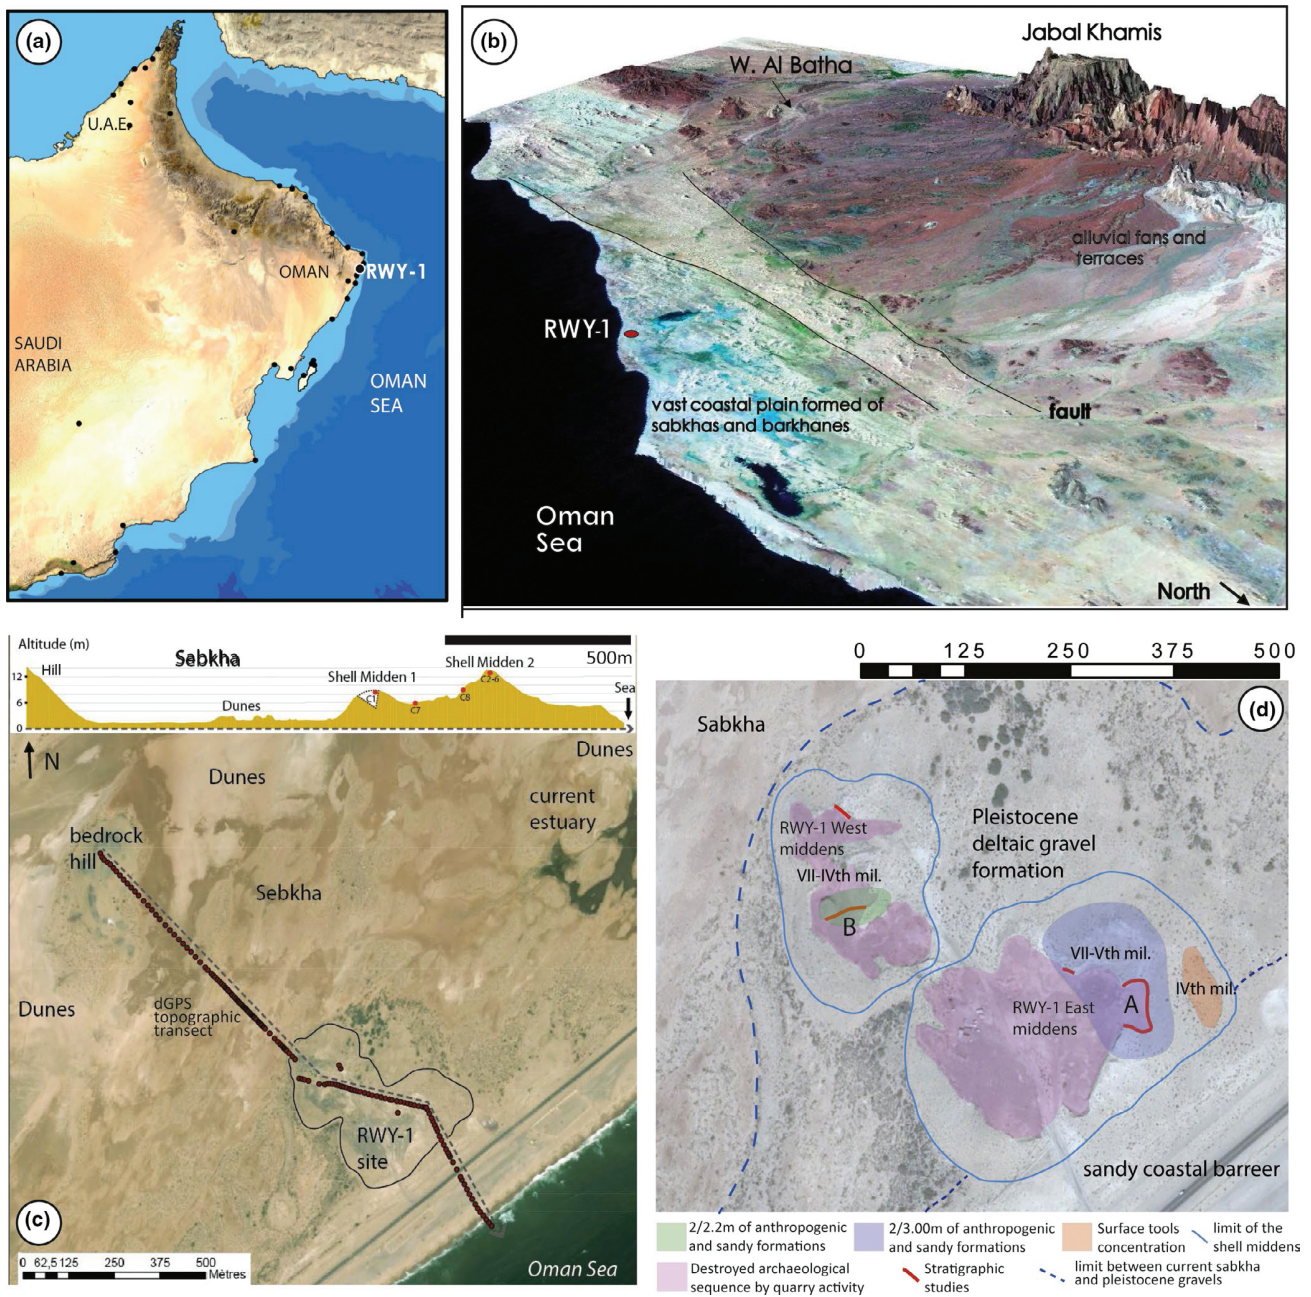 (a)
U.A.E.
OMAN
RWY-1
SAUDI
ARABIA
OMAN
SEA
(b)
Jabal Khamis
W. Al Batha
alluvial fans and
terraces
RWY-1
vast coastal plain formed of
sabkhas and barkhanes
fault
Oman
Sea
North
Altitude (m)
Sabkha
500m
12
Hill
6
0
Dunes
Shell Midden 1
C1
C7
Shell Midden 2
C8
C2-6
Sea
N
Dunes
Dunes
current
estuary
bedrock
hill
Sebkha
Dunes
dGPS
topographic
transect
RWY-1
site
(c)
0 62,5 125 250 375 500
Mètres
Oman Sea
0 125 250 375 500
(d)
Sabkha
RWY-1 West
middens
Pleistocene
deltaic gravel
formation
VII-IVth mil.
B
VII-Vth mil.
IVth mil.
RWY-1 East
middens
A
sandy coastal barreer
2/2.2m of anthropogenic
and sandy formations
2/3.00m of anthropogenic
and sandy formations
Surface tools
concentration
limit of the
shell middens
Destroyed archaeological
sequence by quarry activity
Stratigraphic
studies
limit between current sabkha
and pleistocene gravels